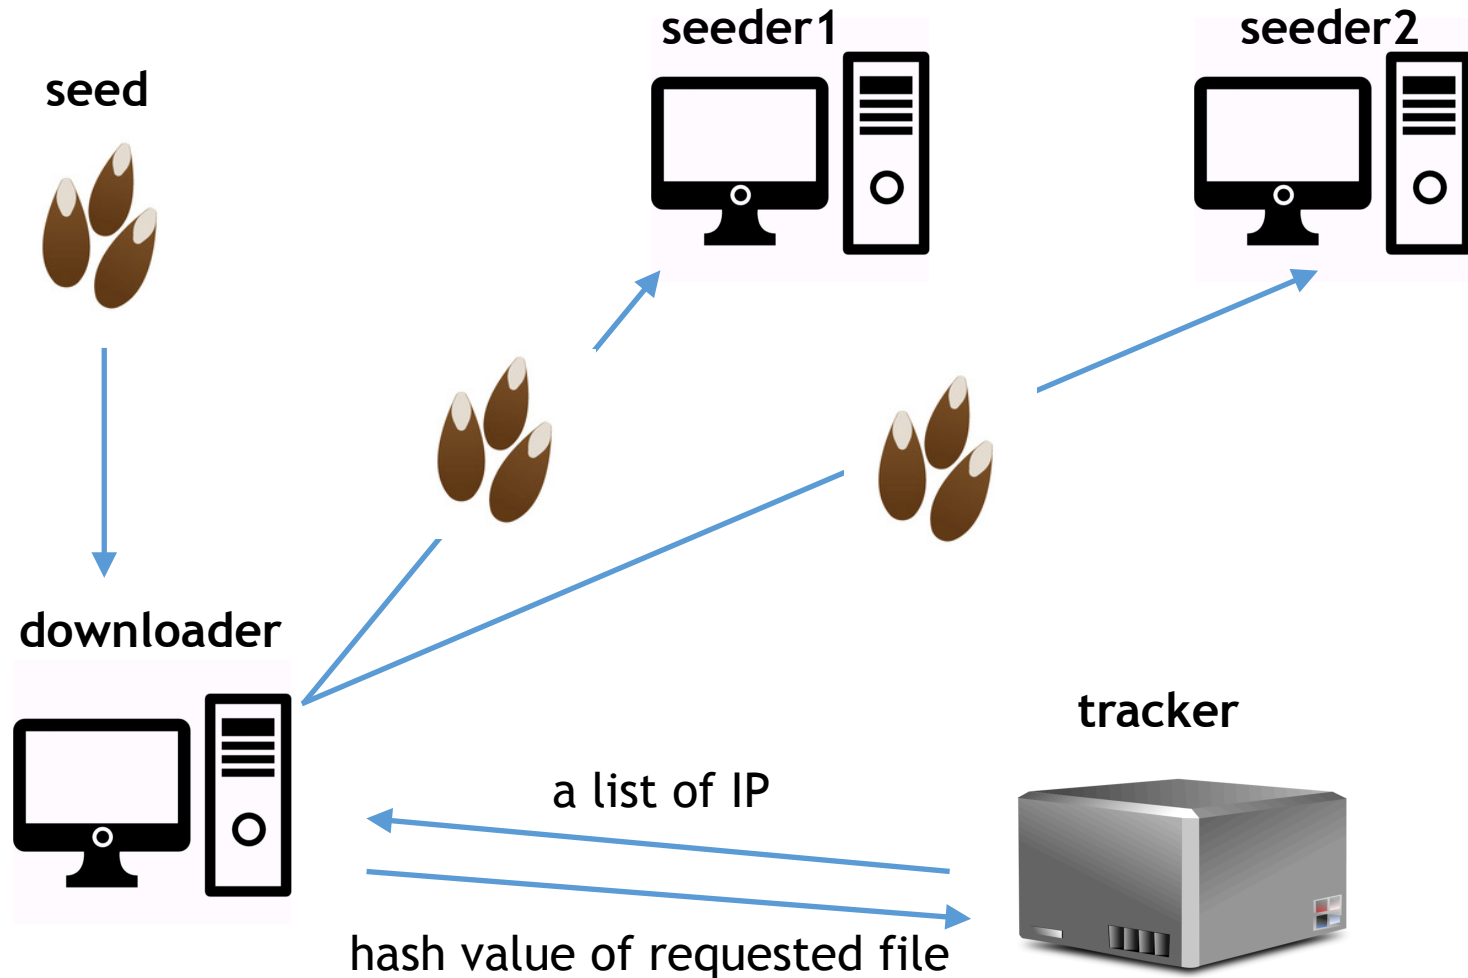 seeder1
seeder2
seed
downloader
tracker
a list of IP
hash value of requested file